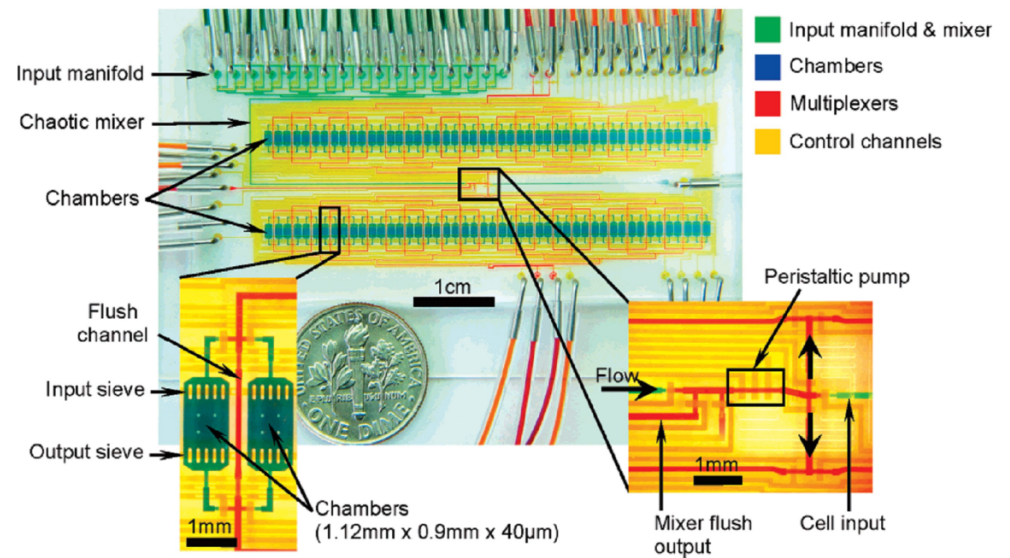 Input manifold
Chaotic mixer
Chambers
Input manifold & mixer
Chambers
Multiplexers
Control channels
1cm
Flush
channel
Input sieve
Output sieve
1mm
Chambers
(1.12mm x 0.9mm x 40μm)
STATES OF AMERICA
E PLURIBUS UNUM
ONE DIME
Peristaltic pump
Flow
1mm
Mixer flush
output
Cell input